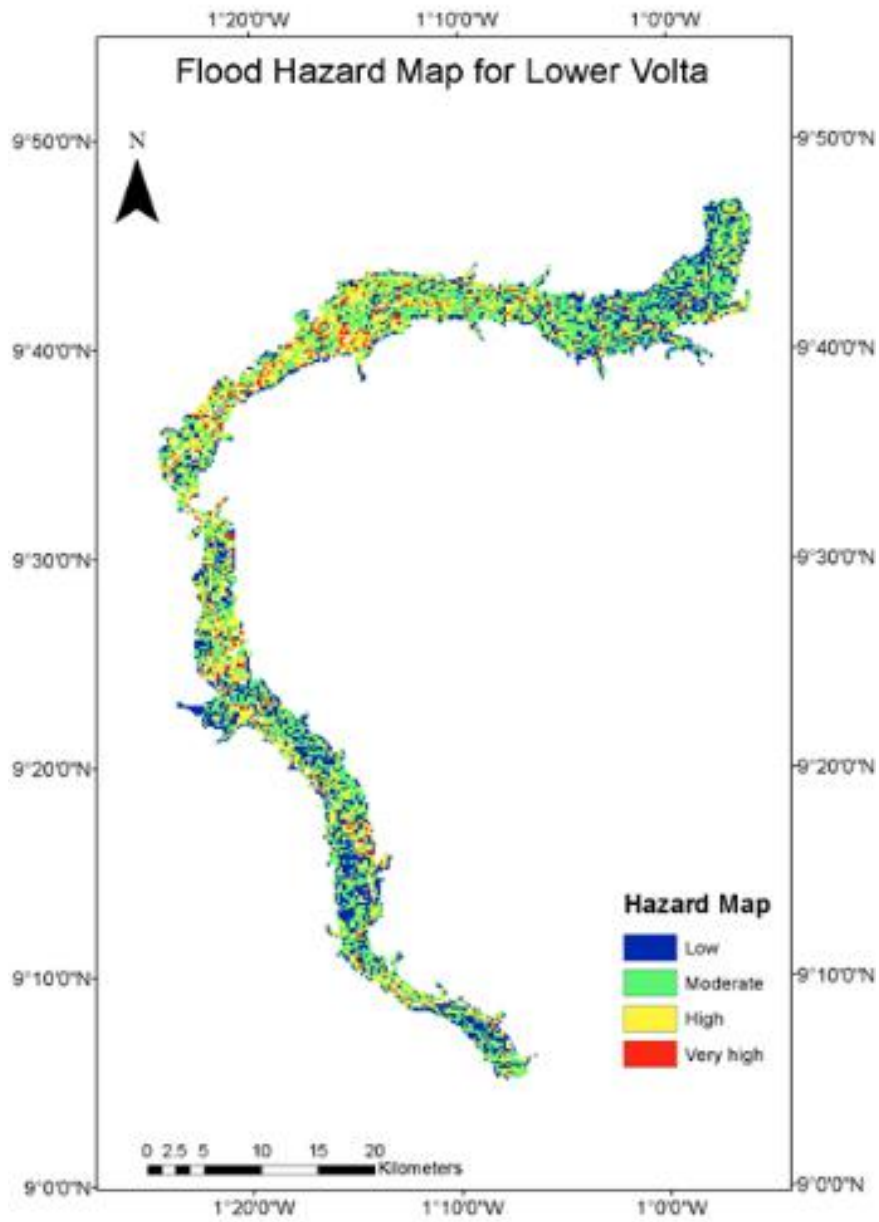 1°20'0"W 1°10'0"W 1°0'0"W
Flood Hazard Map for Lower Volta
N
9°50'0"N 9°50'0"N
9°40'0"N 9°40'0"N
9°30'0"N 9°30'0"N
9°20'0"N 9°20'0"N
Hazard Map
Low
Moderate
High
Very high
9°10'0"N 9°10'0"N
0 2.5 5 10 15 20
Kilometers
9°0'0"N 9°0'0"N
1°20'0"W 1°10'0"W 1°0'0"W